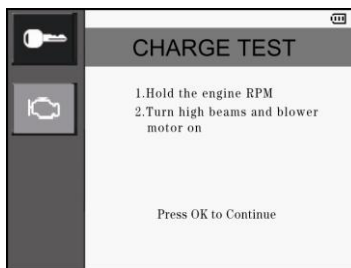 CHARGE TEST
1.Hold the engine RPM
2.Turn high beams and blower
motor on
Press OK to Continue